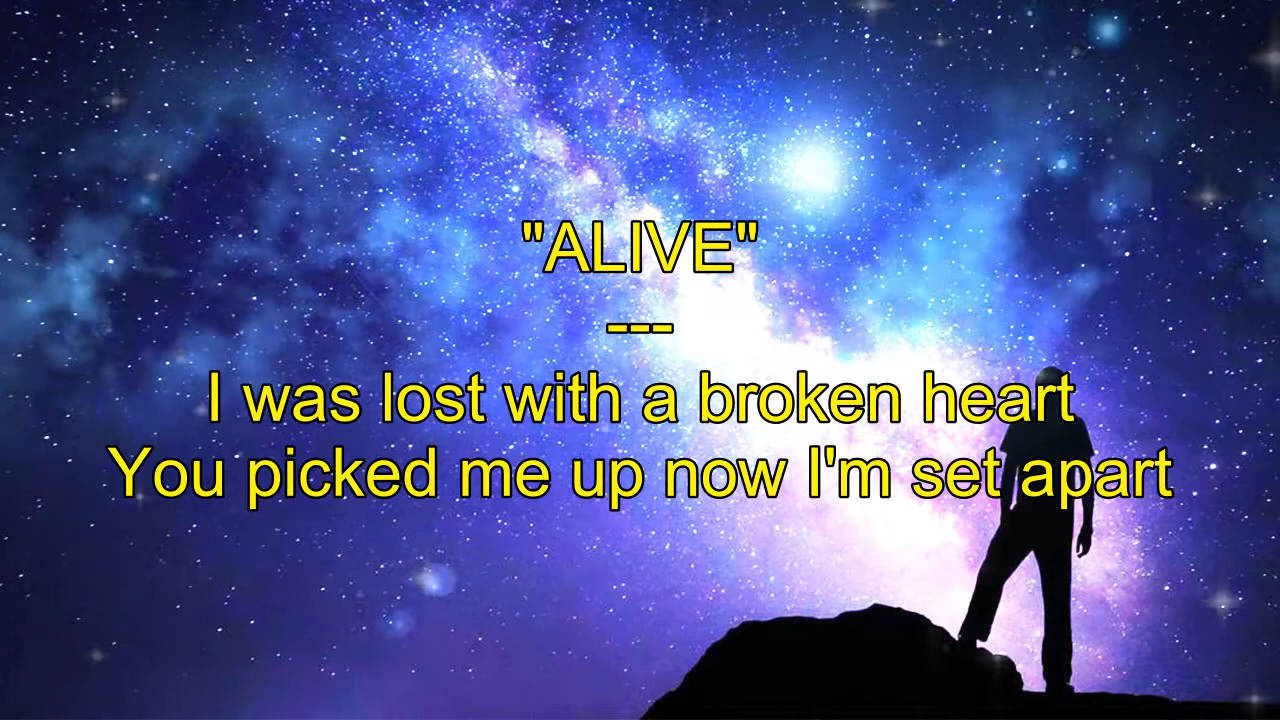 "ALIVE"
---
I was lost with a broken heart
You picked me up now I'm set apart